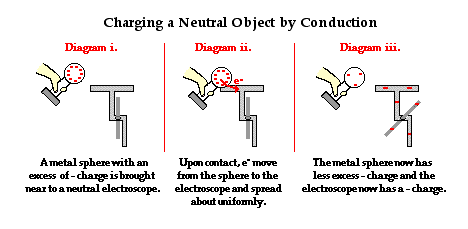 Charging a Neutral Object by Conduction
Diagram i.
Diagram ii.
Diagram iii.
e-
A metal sphere with an
excess of - charge is brought
near to a neutral electroscope.
Upon contact, e- move
from the sphere to the
electroscope and spread
about uniformly.
The metal sphere now has
less excess - charge and the
electroscope now has a - charge.